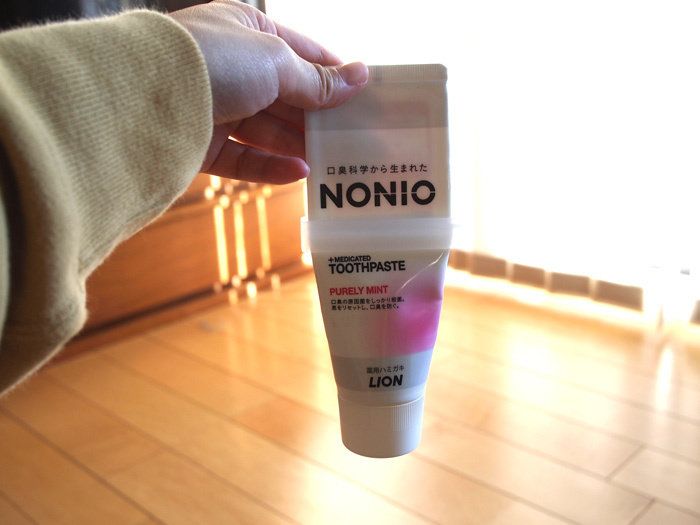 口臭科学から生まれた
NONIO
+MEDICATED
TOOTHPASTE
PURELY MINT
口臭の原因菌をしっかり殺菌。
息をリセットし、口臭を防ぐ。
薬用ハミガキ
LION